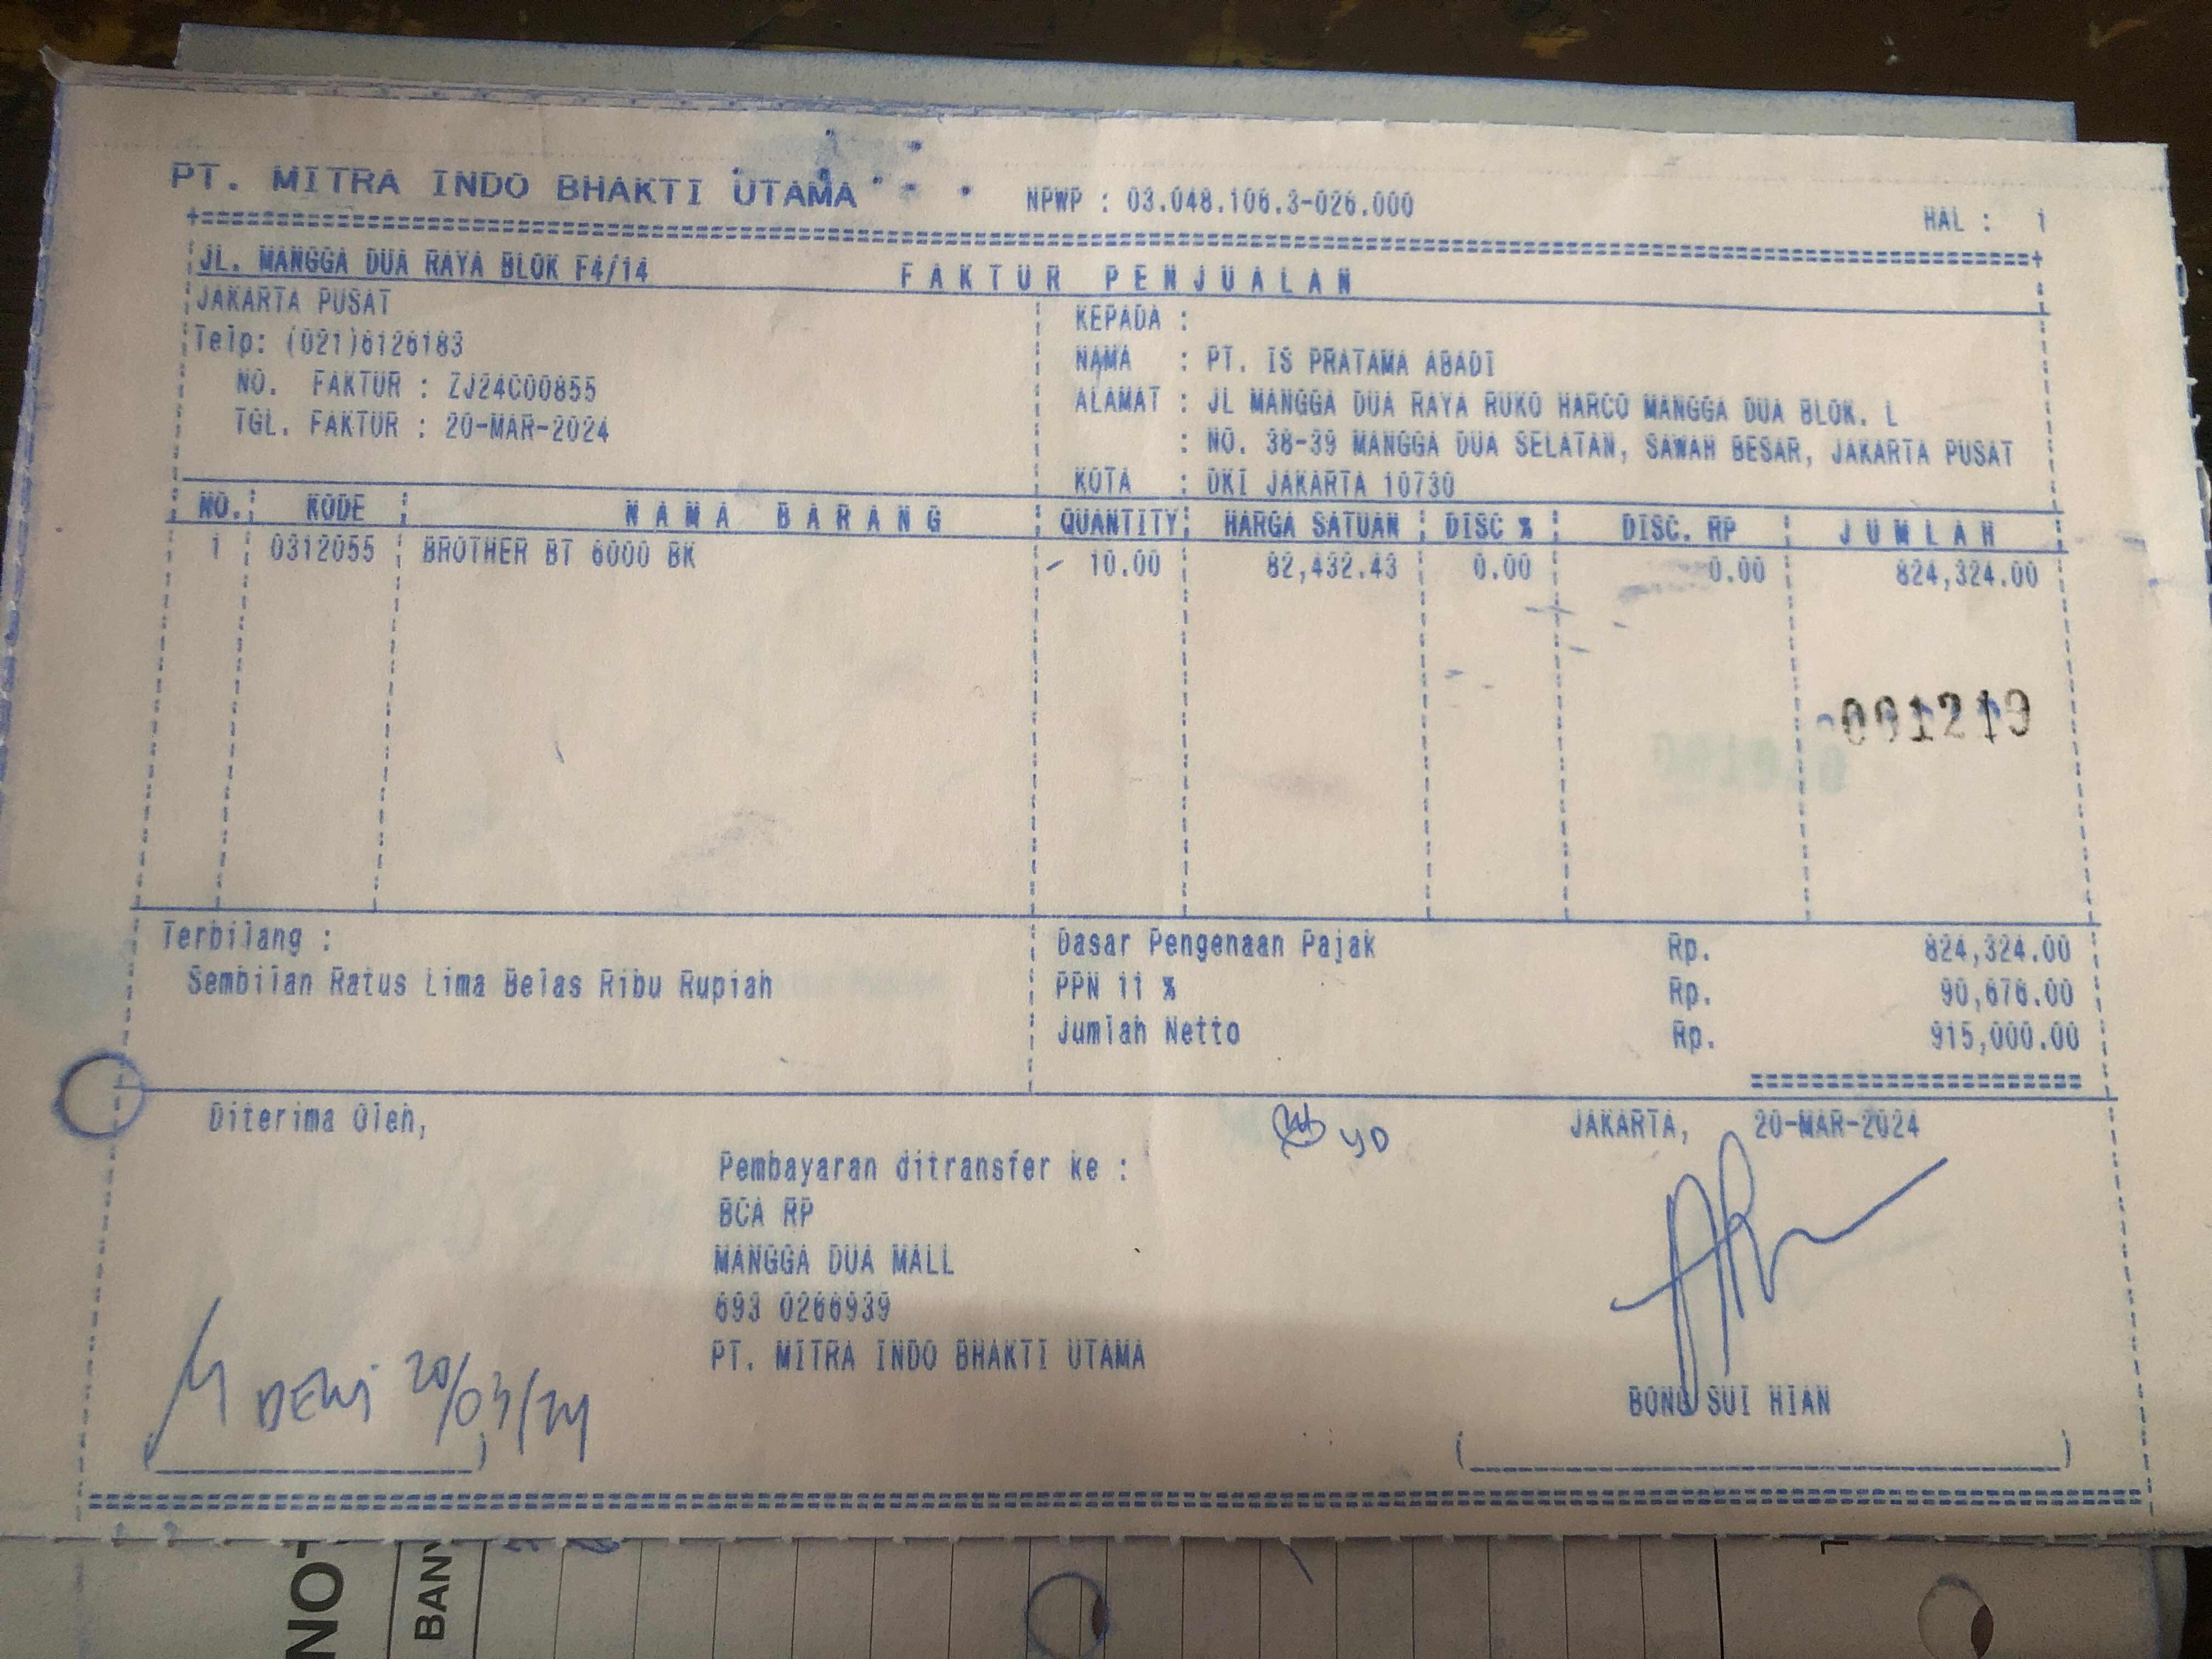 PT. MITRA INDO BHAKTI UTAMA NPWP : 03.048.106.3-026.000 HAL : 1
JL. MANGGA DUA RAYA BLOK F4/14 FAKTUR PENJUALAN
JAKARTA PUSAT
Telp: (021)6126183
NO. FAKTUR : ZJ24C00855
TGL. FAKTUR : 20-MAR-2024
KEPADA :
NAMA : PT. IS PRATAMA ABADI
ALAMAT : JL MANGGA DUA RAYA RUKO HARCO MANGGA DUA BLOK. L
: NO. 38-39 MANGGA DUA SELATAN, SAWAH BESAR, JAKARTA PUSAT
KOTA : DKI JAKARTA 10730
NO. KODE NAMA BARANG QUANTITY HARGA SATUAN DISC % DISC. RP JUMLAH
1 0312055 BROTHER BT 6000 BK 10.00 82,432.43 0.00 0.00 824,324.00
001219
Terbilang :
Sembilan Ratus Lima Belas Ribu Rupiah
Dasar Pengenaan Pajak Rp. 824,324.00
PPN 11 % Rp. 90,676.00
Jumlah Netto Rp. 915,000.00
Diterima Oleh,
JAKARTA, 20-MAR-2024
Pembayaran ditransfer ke :
BCA RP
MANGGA DUA MALL
693 0266939
PT. MITRA INDO BHAKTI UTAMA
DEWI 20/03/24
BONG SUI HIAN
NOT
BANY